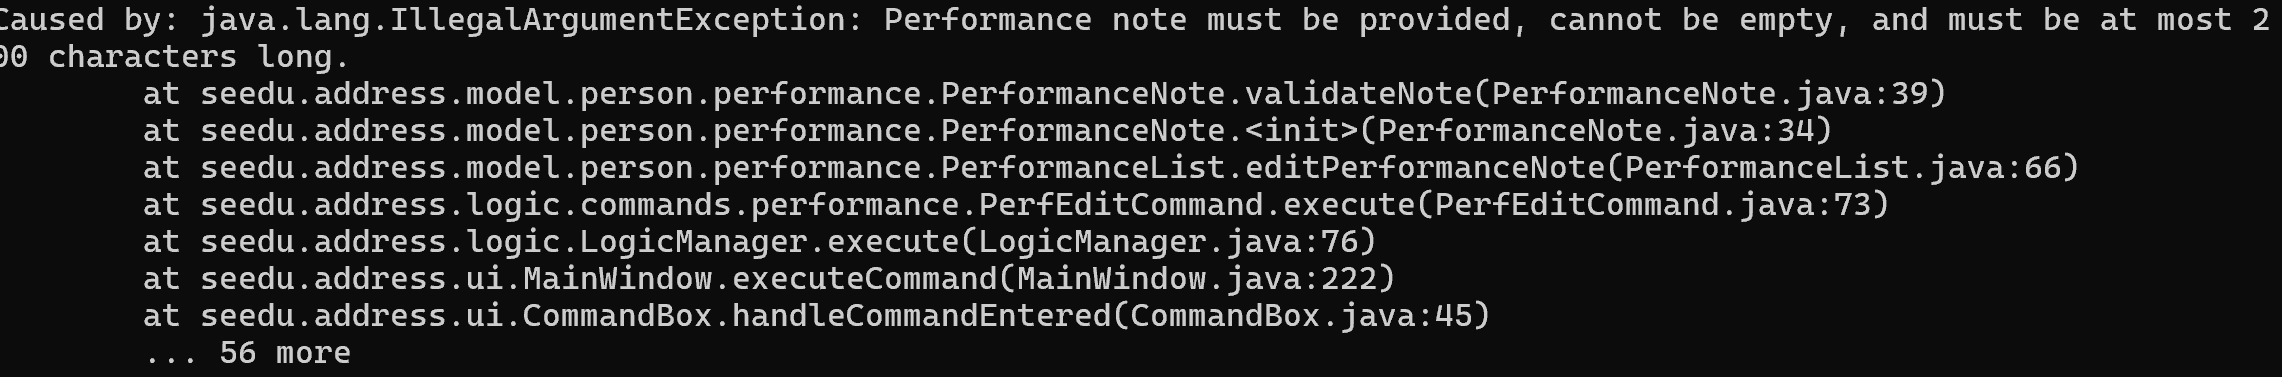 Caused by: java.lang.IllegalArgumentException: Performance note must be provided, cannot be empty, and must be at most 2
00 characters long.
at seedu.address.model.person.performance.PerformanceNote.validateNote(PerformanceNote.java:39)
at seedu.address.model.person.performance.PerformanceNote.<init>(PerformanceNote.java:34)
at seedu.address.model.person.performance.PerformanceList.editPerformanceNote(PerformanceList.java:66)
at seedu.address.logic.commands.performance.PerfEditCommand.execute(PerfEditCommand.java:73)
at seedu.address.logic.LogicManager.execute(LogicManager.java:76)
at seedu.address.ui.MainWindow.executeCommand(MainWindow.java:222)
at seedu.address.ui.CommandBox.handleCommandEntered(CommandBox.java:45)
... 56 more